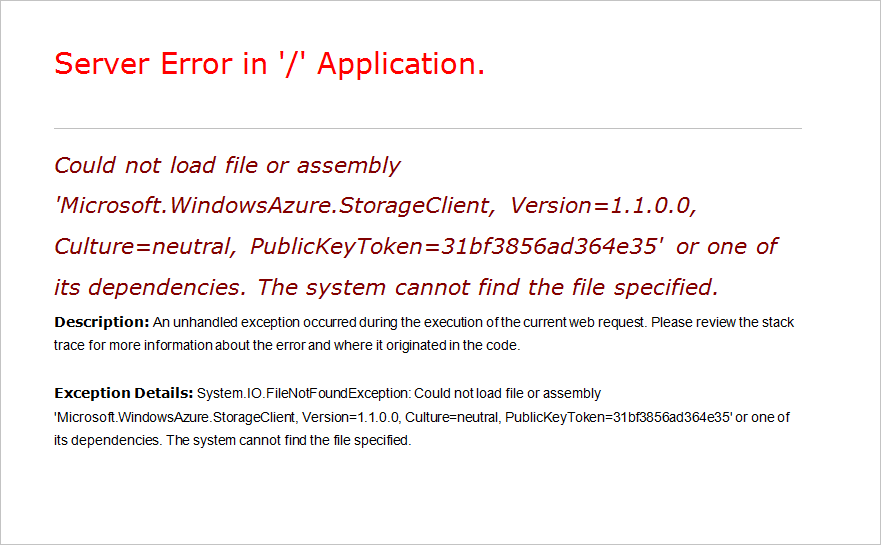 Server Error in '/' Application.
Could not load file or assembly
'Microsoft.WindowsAzure.StorageClient, Version=1.1.0.0,
Culture=neutral, PublicKeyToken=31bf3856ad364e35' or one of
its dependencies. The system cannot find the file specified.
Description: An unhandled exception occurred during the execution of the current web request. Please review the stack
trace for more information about the error and where it originated in the code.
Exception Details: System.IO.FileNotFoundException: Could not load file or assembly
'Microsoft.WindowsAzure.StorageClient, Version=1.1.0.0, Culture=neutral, PublicKeyToken=31bf3856ad364e35' or one of
its dependencies. The system cannot find the file specified.